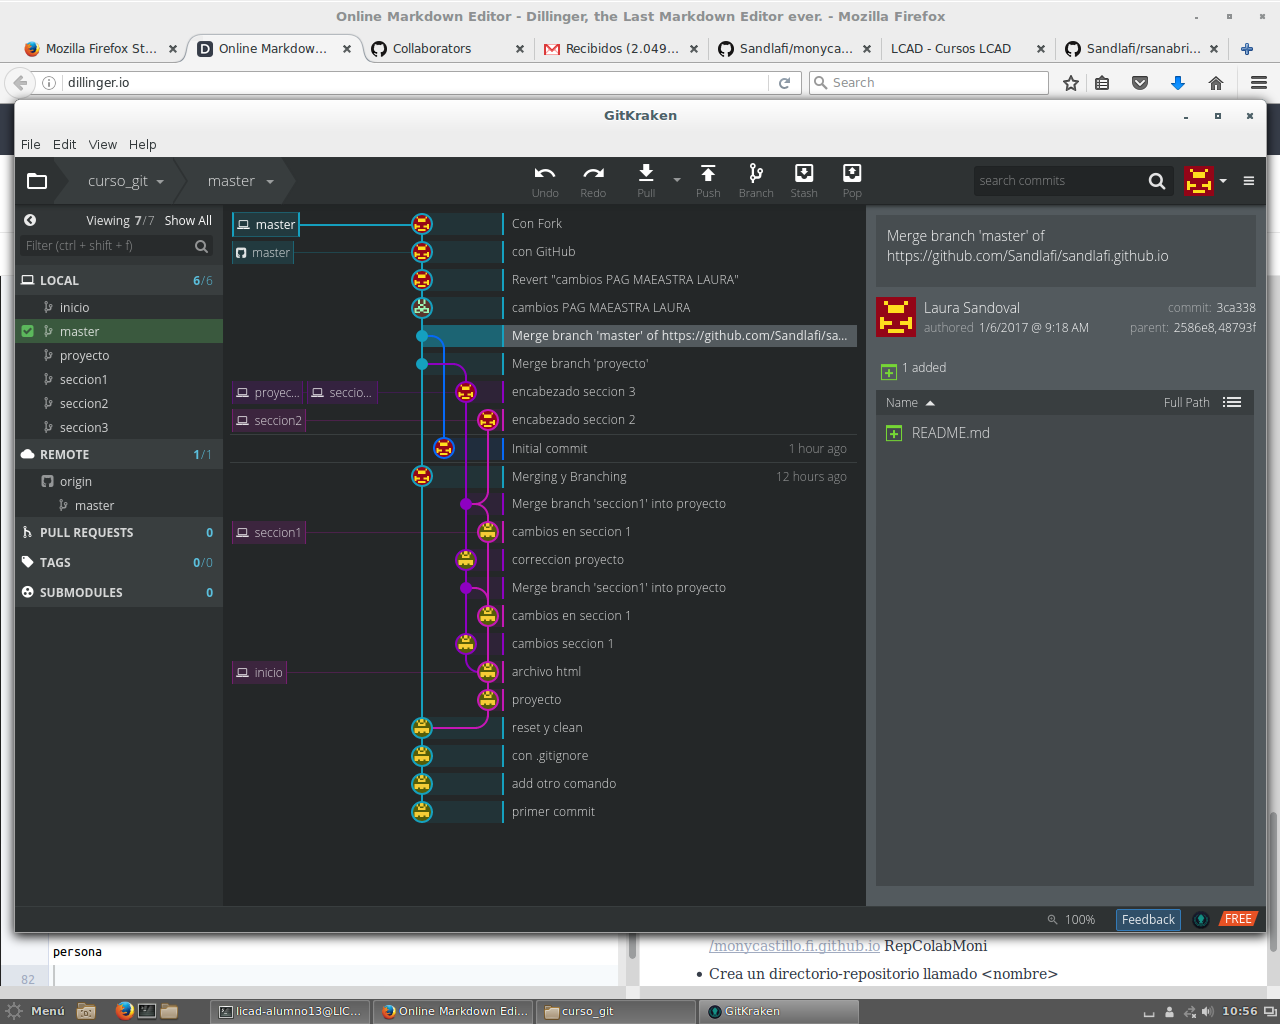 Online Markdown Editor - Dillinger, the Last Markdown Editor ever. - Mozilla Firefox
Mozilla Firefox St...
Online Markdown...
Collaborators
Recibidos (2.049...
Sandlafi/monyca...
LCAD - Cursos LCAD
Sandlafi/rsanabri...
dillinger.io
Search
GitKraken
File Edit View Help
curso_git
master
Undo
Redo
Pull
Push
Branch
Stash
Pop
search commits
Viewing 7/7 Show All
Filter (ctrl + shift + f)
LOCAL 6/6
inicio
master
proyecto
seccion1
seccion2
seccion3
REMOTE 1/1
origin
master
PULL REQUESTS 0
TAGS 0/0
SUBMODULES 0
master Con Fork
master con GitHub
Revert "cambios PAG MAEASTRA LAURA"
cambios PAG MAEASTRA LAURA
Merge branch 'master' of https://github.com/Sandlafi/sa...
Merge branch 'proyecto'
proyec... seccio... encabezado seccion 3
seccion2 encabezado seccion 2
Initial commit 1 hour ago
Merging y Branching 12 hours ago
Merge branch 'seccion1' into proyecto
seccion1 cambios en seccion 1
correccion proyecto
Merge branch 'seccion1' into proyecto
cambios en seccion 1
cambios seccion 1
inicio archivo html
proyecto
reset y clean
con .gitignore
add otro comando
primer commit
Merge branch 'master' of
https://github.com/Sandlafi/sandlafi.github.io
Laura Sandoval commit: 3ca338
authored 1/6/2017 @ 9:18 AM parent: 2586e8,48793f
1 added
Name Full Path
README.md
100% Feedback FREE
persona
82
/monycastillo.fi.github.io RepColabMoni
• Crea un directorio-repositorio llamado <nombre>
Menú
licad-alumno13@LIC...
Online Markdown Edi...
curso_git
GitKraken
10:56